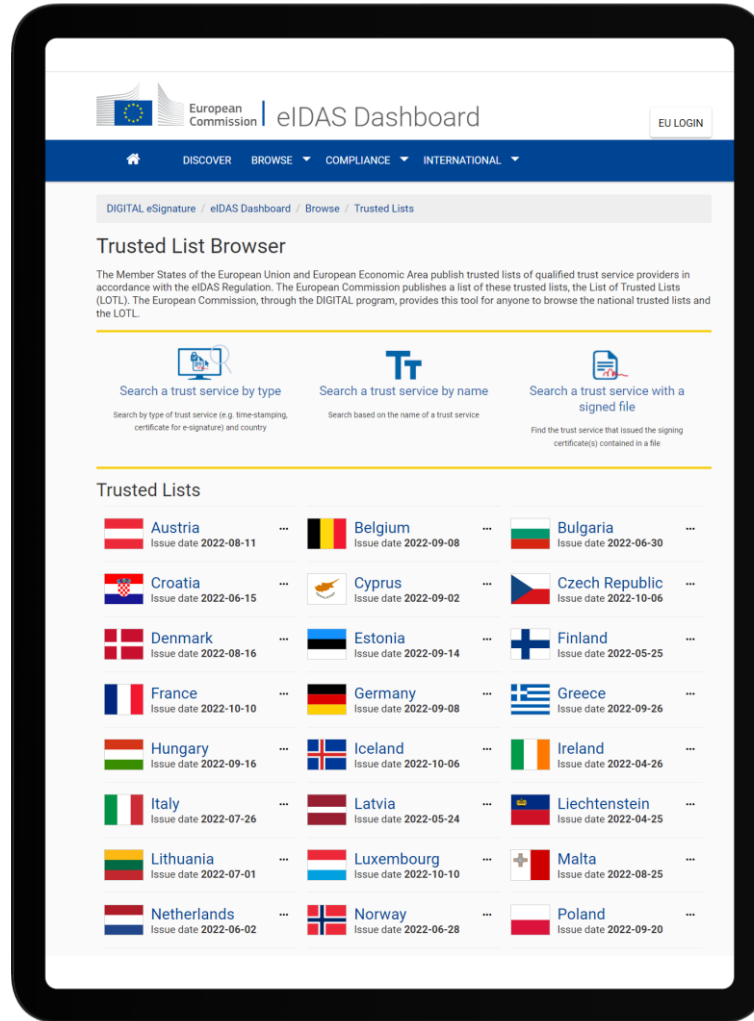 European
Commission
eIDAS Dashboard
EU LOGIN
DISCOVER BROWSE COMPLIANCE INTERNATIONAL
DIGITAL eSignature / eIDAS Dashboard / Browse / Trusted Lists
Trusted List Browser
The Member States of the European Union and European Economic Area publish trusted lists of qualified trust service providers in
accordance with the eIDAS Regulation. The European Commission publishes a list of these trusted lists, the List of Trusted Lists
(LOTL). The European Commission, through the DIGITAL program, provides this tool for anyone to browse the national trusted lists and
the LOTL.
Search a trust service by type
Search by type of trust service (e.g. time-stamping,
certificate for e-signature) and country
TT
Search a trust service by name
Search based on the name of a trust service
Search a trust service with a
signed file
Find the trust service that issued the signing
certificate(s) contained in a file
Trusted Lists
Austria
Issue date 2022-08-11
Belgium
Issue date 2022-09-08
Bulgaria
Issue date 2022-06-30
Croatia
Issue date 2022-06-15
Cyprus
Issue date 2022-09-02
Czech Republic
Issue date 2022-10-06
Denmark
Issue date 2022-08-16
Estonia
Issue date 2022-09-14
Finland
Issue date 2022-05-25
France
Issue date 2022-10-10
Germany
Issue date 2022-09-08
Greece
Issue date 2022-09-26
Hungary
Issue date 2022-09-16
Iceland
Issue date 2022-10-06
Ireland
Issue date 2022-04-26
Italy
Issue date 2022-07-26
Latvia
Issue date 2022-05-24
Liechtenstein
Issue date 2022-04-25
Lithuania
Issue date 2022-07-01
Luxembourg
Issue date 2022-10-10
Malta
Issue date 2022-08-25
Netherlands
Issue date 2022-06-02
Norway
Issue date 2022-06-28
Poland
Issue date 2022-09-20